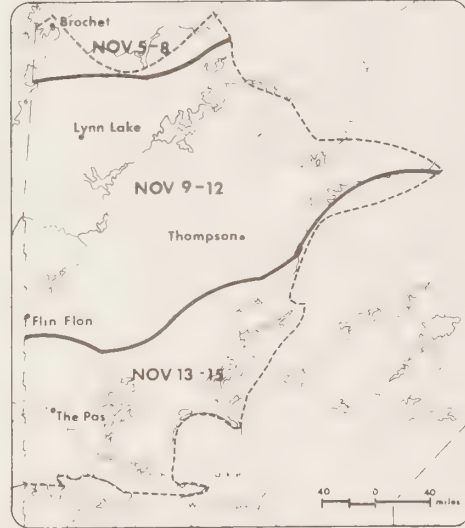 Brochet
NOV 5-8
Lynn Lake
NOV 9-12
Thompson
Flin Flon
NOV 13-15
The Pas
40 20 0 40
miles